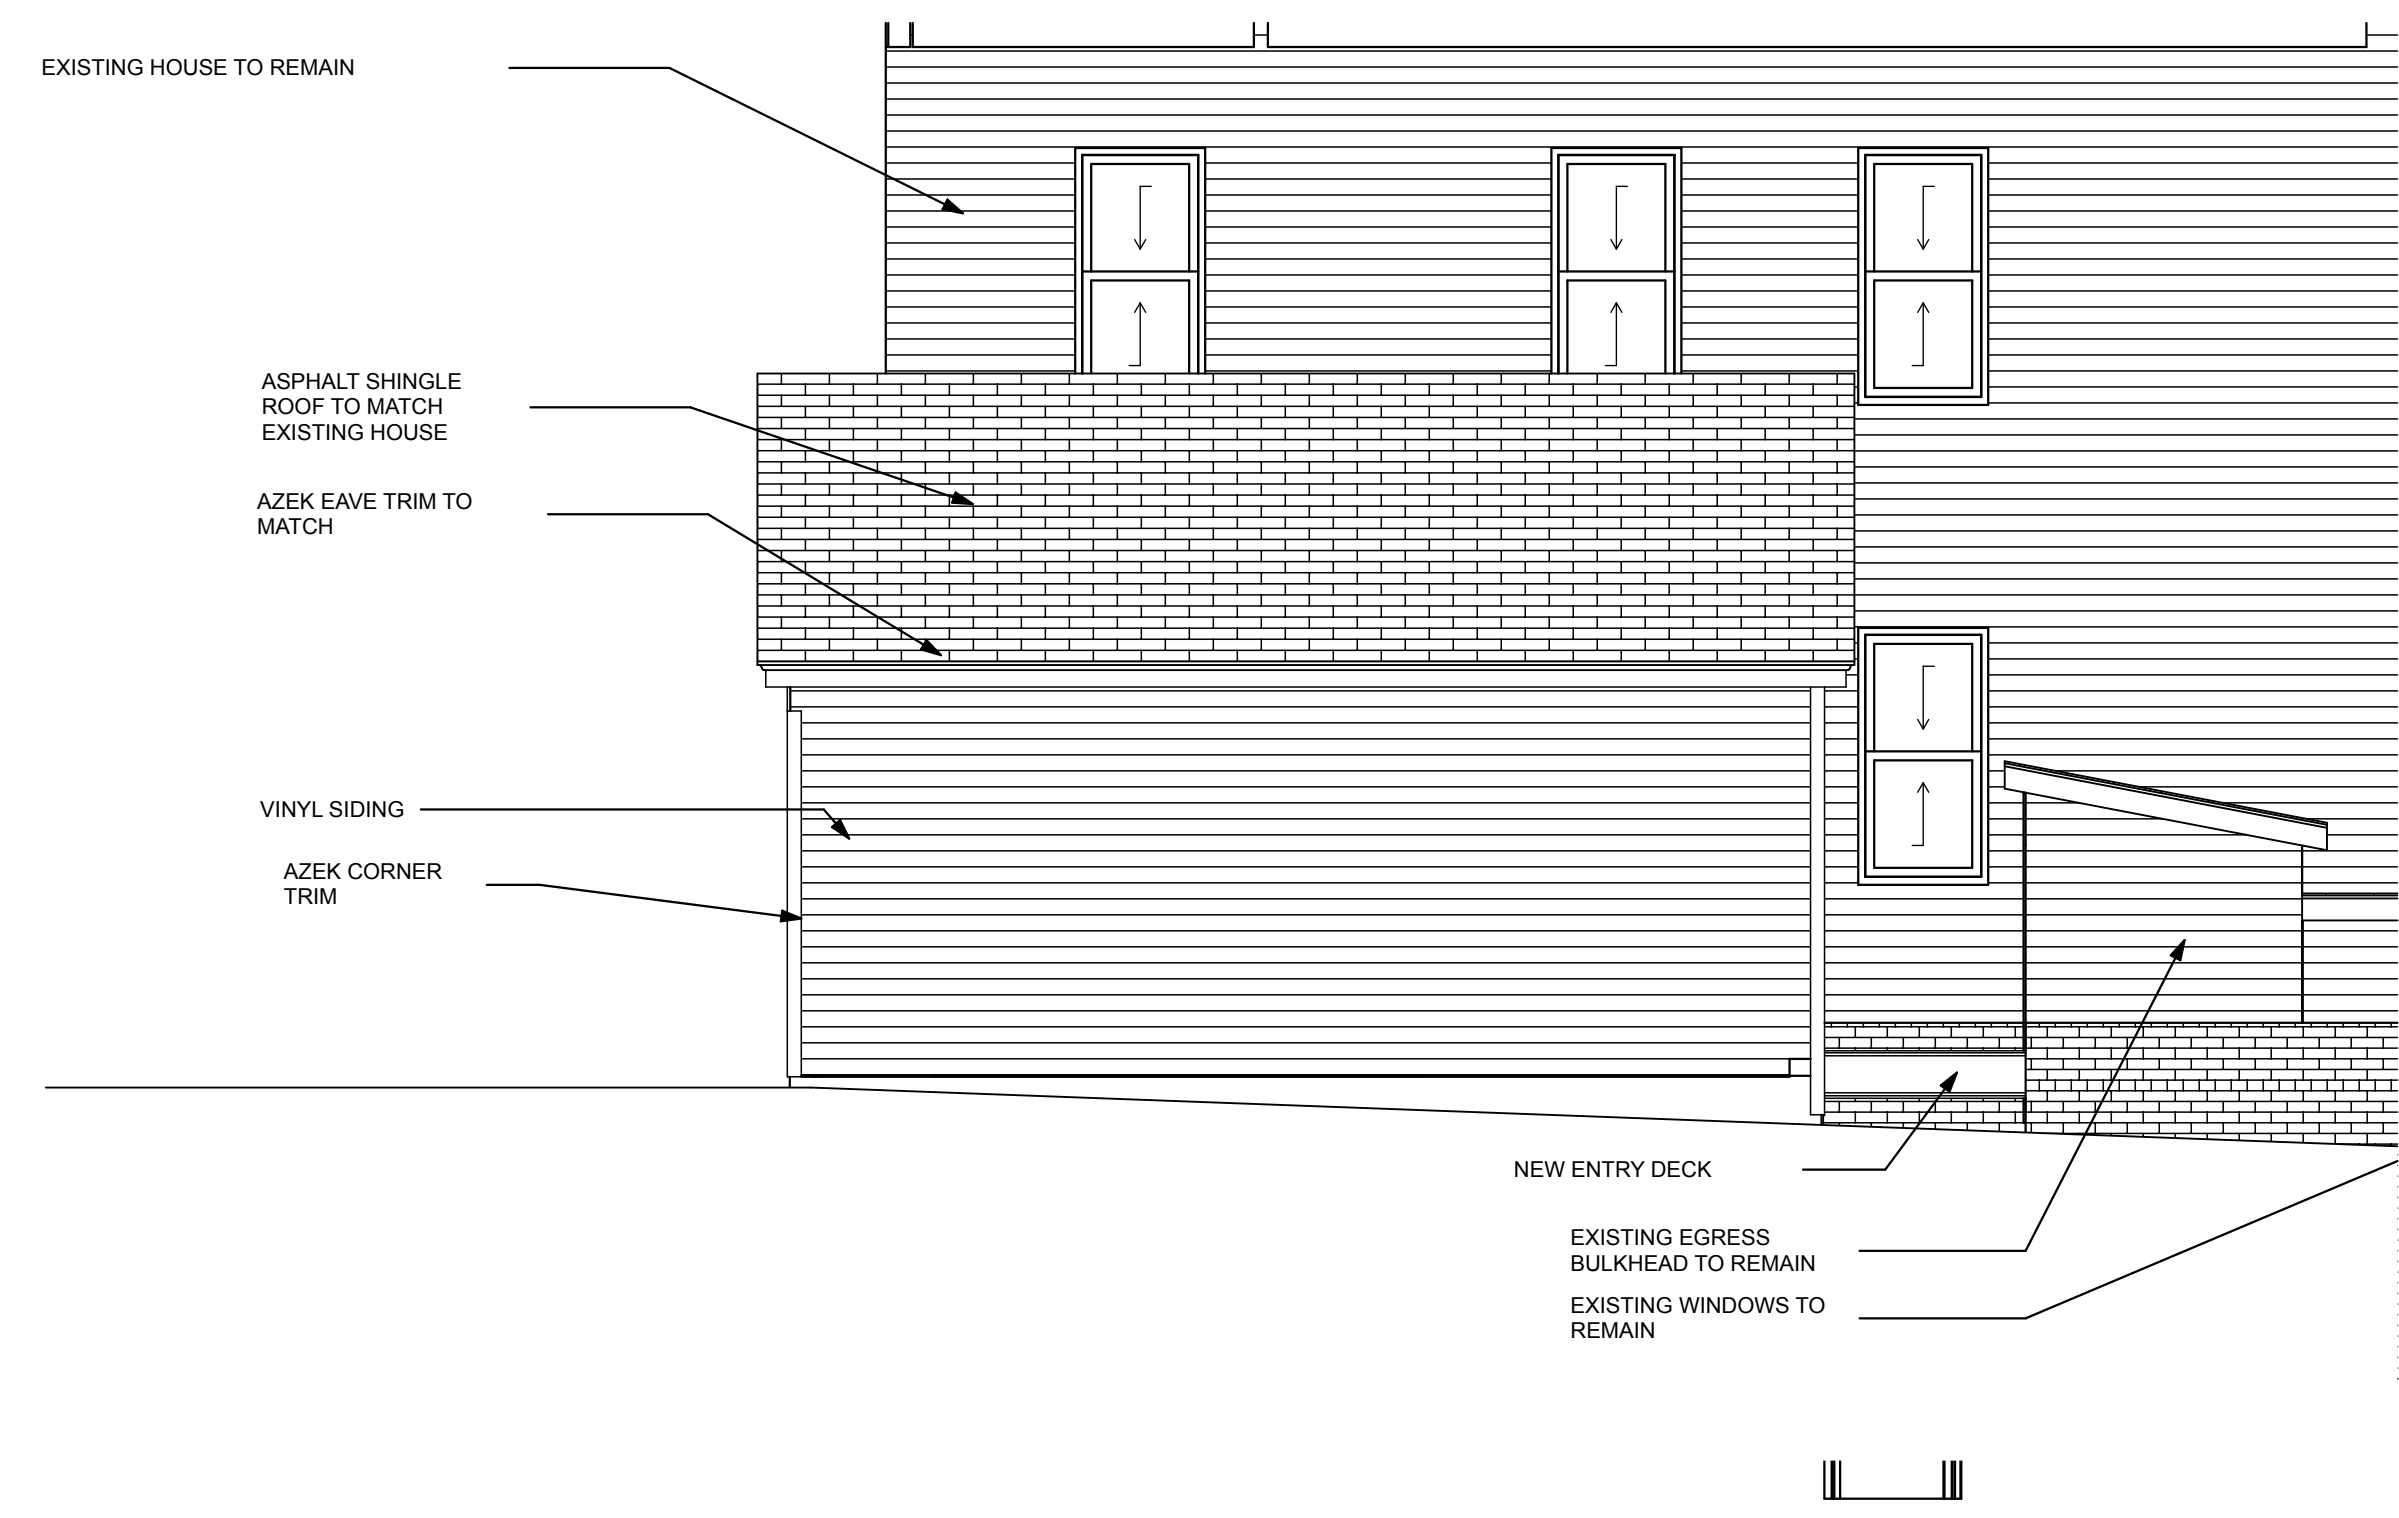 EXISTING HOUSE TO REMAIN
ASPHALT SHINGLE
ROOF TO MATCH
EXISTING HOUSE
AZEK EAVE TRIM TO
MATCH
VINYL SIDING
AZEK CORNER
TRIM
NEW ENTRY DECK
EXISTING EGRESS
BULKHEAD TO REMAIN
EXISTING WINDOWS TO
REMAIN